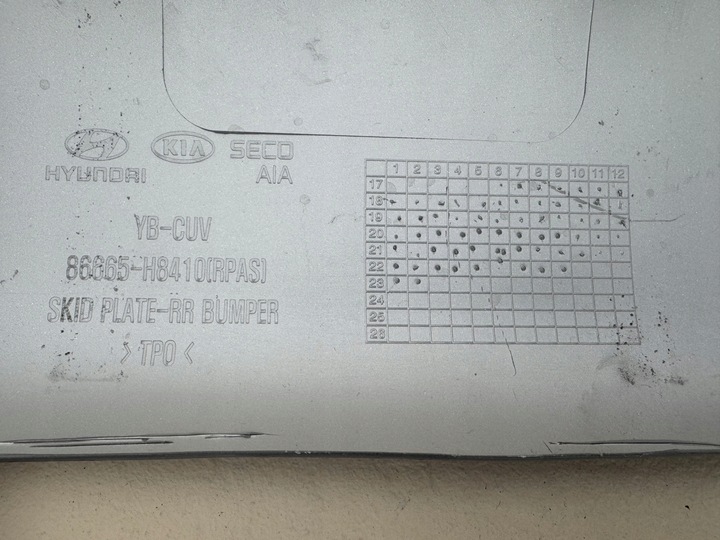 HYUNDAI
KIA
SECO
AIA
YB-CUV
86665-H8410(RPAS)
SKID PLATE-RR BUMPER
>TPO<
1 2 3 4 5 6 7 8 9 10 11 12
17
18
19
20
21
22
23
24
25
26